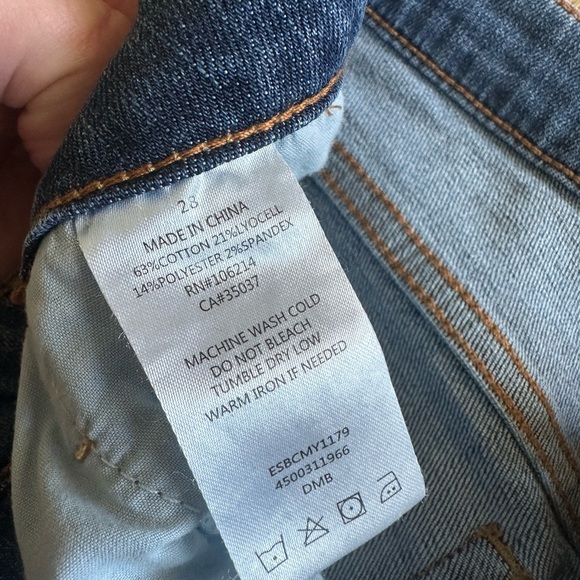 28
MADE IN CHINA
63%COTTON 21%LYOCELL
14%POLYESTER 2%SPANDEX
RN#106214
CA#35037
MACHINE WASH COLD
DO NOT BLEACH
TUMBLE DRY LOW
WARM IRON IF NEEDED
ESBCMY1179
4500311966
DMB